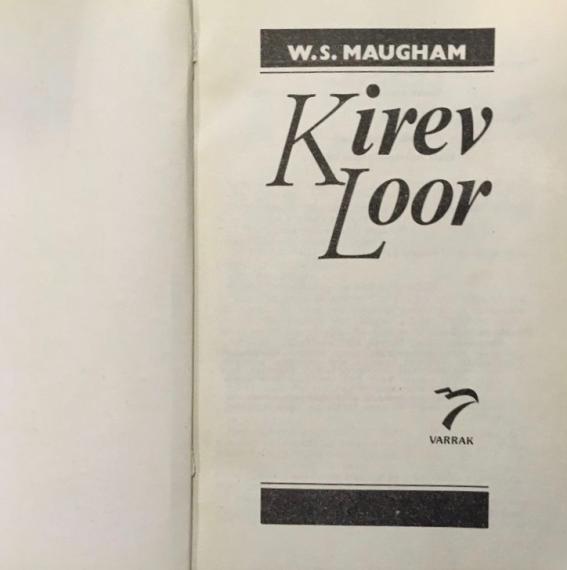 W.S. MAUGHAM
Kirev
Loor
VARRAK